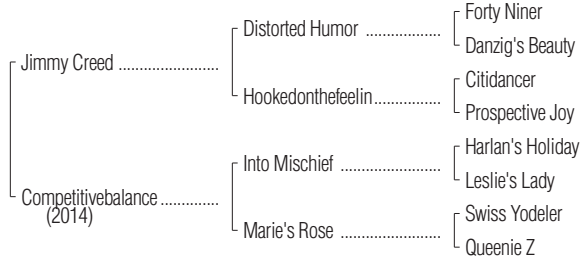 Forty Niner
Distorted Humor ..................
Danzig's Beauty
Jimmy Creed ........................
Citidancer
Hookedonthefeelin................
Prospective Joy
Harlan's Holiday
Into Mischief ........................
Leslie's Lady
Competitivebalance ..............
(2014)
Swiss Yodeler
Marie's Rose ........................
Queenie Z